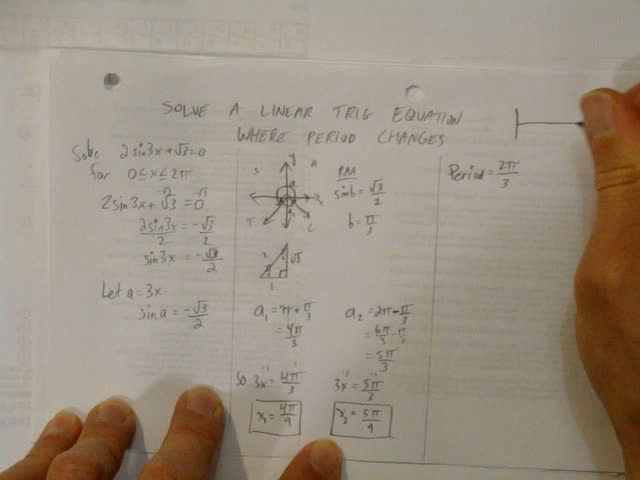 SOLVE A LINEAR TRIG EQUATION
WHERE PERIOD CHANGES
Solve 2sin3x+√3=0
for 0≤x≤2π
2sin3x+√3=0
-√3 -√3
2sin3x/2 = -√3/2
sin3x = -√3/2
Let a=3x
sin a = -√3/2
y
S A
x
T C
2 √3
1
RAA
sin b = √3/2
b = π/3
a₁=π+π/3
=4π/3
a₂=2π-π/3
=6π/3-π/3
=5π/3
So 3x=4π/3
x₁=4π/9
3x=5π/3
x₂=5π/9
Period=2π/3